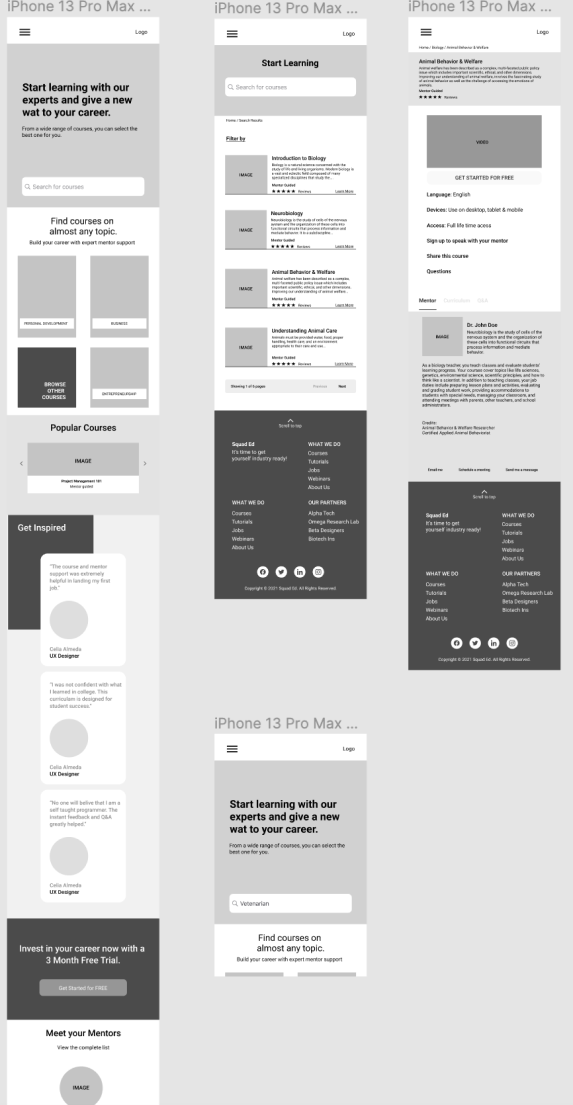 iPhone 13 Pro Max ...
Logo
Start learning with our
experts and give a new
wat to your career.
From a wide range of courses, you can select the
best one for you.
Search for courses
Find courses on
almost any topic.
Build your career with expert mentor support
PERSONAL DEVELOPMENT
BUSINESS
BROWSE
OTHER
COURSES
ENTREPRENEURSHIP
Popular Courses
IMAGE
Project Management 101
Mentor guided
Get Inspired
"The course and mentor
support was extremely
helpful in landing my first
job."
Celia Almeda
UX Designer
"I was not confident with what
I learned in college. This
curriculum is designed for
student success."
Celia Almeda
UX Designer
"No one will belive that I am a
self taught programmer. The
instant feedback and Q&A
greatly helped."
Celia Almeda
UX Designer
Invest in your career now with a
3 Month Free Trial.
Get Started for FREE
Meet your Mentors
View the complete list
IMAGE
iPhone 13 Pro Max ...
Logo
Start Learning
Search for courses
Home / Search Results
Filter by
IMAGE
Introduction to Biology
Biology is a natural science concerned with the
study of life and living organisms. Modern biology is
a vast and eclectic field composed of many
specialized disciplines that study the...
Mentor Guided
★★★★★ Reviews
Learn More
IMAGE
Neurobiology
Neurobiology is the study of cells of the nervous
system and the organization of these cells into
functional circuits that process information and
mediate behavior. It is a subdiscipline...
Mentor Guided
★★★★★ Reviews
Learn More
IMAGE
Animal Behavior & Welfare
Animal welfare has been described as a complex,
multi-faceted public policy issue which includes
important scientific, ethical, and other dimensions.
Improving our understanding of animal...
Mentor Guided
★★★★★ Reviews
Learn More
IMAGE
Understanding Animal Care
Animals must be provided water, food, proper
handling, health care, and an environment
appropriate to their care and use...
Mentor Guided
★★★★★ Reviews
Learn More
Showing 1 of 6 pages
Previous
Next
Scroll to top
Squad Ed
It's time to get
yourself industry ready!
WHAT WE DO
Courses
Tutorials
Jobs
Webinars
About Us
WHAT WE DO
Courses
Tutorials
Jobs
Webinars
About Us
OUR PARTNERS
Alpha Tech
Omega Research Lab
Beta Designers
Biotech Ins
Copyright © 2021 Squad Ed. All Rights Reserved.
iPhone 13 Pro Max ...
Logo
Start learning with our
experts and give a new
wat to your career.
From a wide range of courses, you can select the
best one for you.
Veterinarian
Find courses on
almost any topic.
Build your career with expert mentor support
iPhone 13 Pro Max ...
Logo
Home / Biology / Animal Behavior & Welfare
Animal Behavior & Welfare
Animal welfare has been described as a complex, multi-faceted public policy
issue which includes important scientific, ethical, and other dimensions.
Improving our understanding of animal welfare, involves the fascinating study
of animal behavior as well as the challenge of accessing the emotions of
animals.
Mentor Guided
★★★★★ Reviews
VIDEO
GET STARTED FOR FREE
Language: English
Devices: Use on desktop, tablet & mobile
Access: Full life time acess
Sign up to speak with your mentor
Share this course
Questions
Mentor
Q&A
IMAGE
Dr. John Doe
Neurobiology is the study of cells of the
nervous system and the organization of
these cells into functional circuits that
process information and mediate
behavior.
As a biology teacher, you teach classes and evaluate students'
learning progress. Your courses cover topics like life sciences,
genetics, environmental science, scientific principles, and how to
think like a scientist. In addition to teaching classes, your job
duties include preparing lesson plans and activities, evaluating
and grading student work, providing accommodations to
students with special needs, managing your classroom, and
attending meetings with parents, other teachers, and school
administrators.
Credits:
Animal Behavior & Welfare Researcher
Certified Applied Animal Behaviorist
Email me
Schedule a meeting
Send me a message
Scroll to top
Squad Ed
It's time to get
yourself industry ready!
WHAT WE DO
Courses
Tutorials
Jobs
Webinars
About Us
WHAT WE DO
Courses
Tutorials
Jobs
Webinars
About Us
OUR PARTNERS
Alpha Tech
Omega Research Lab
Beta Designers
Biotech Ins
Copyright © 2021 Squad Ed. All Rights Reserved.